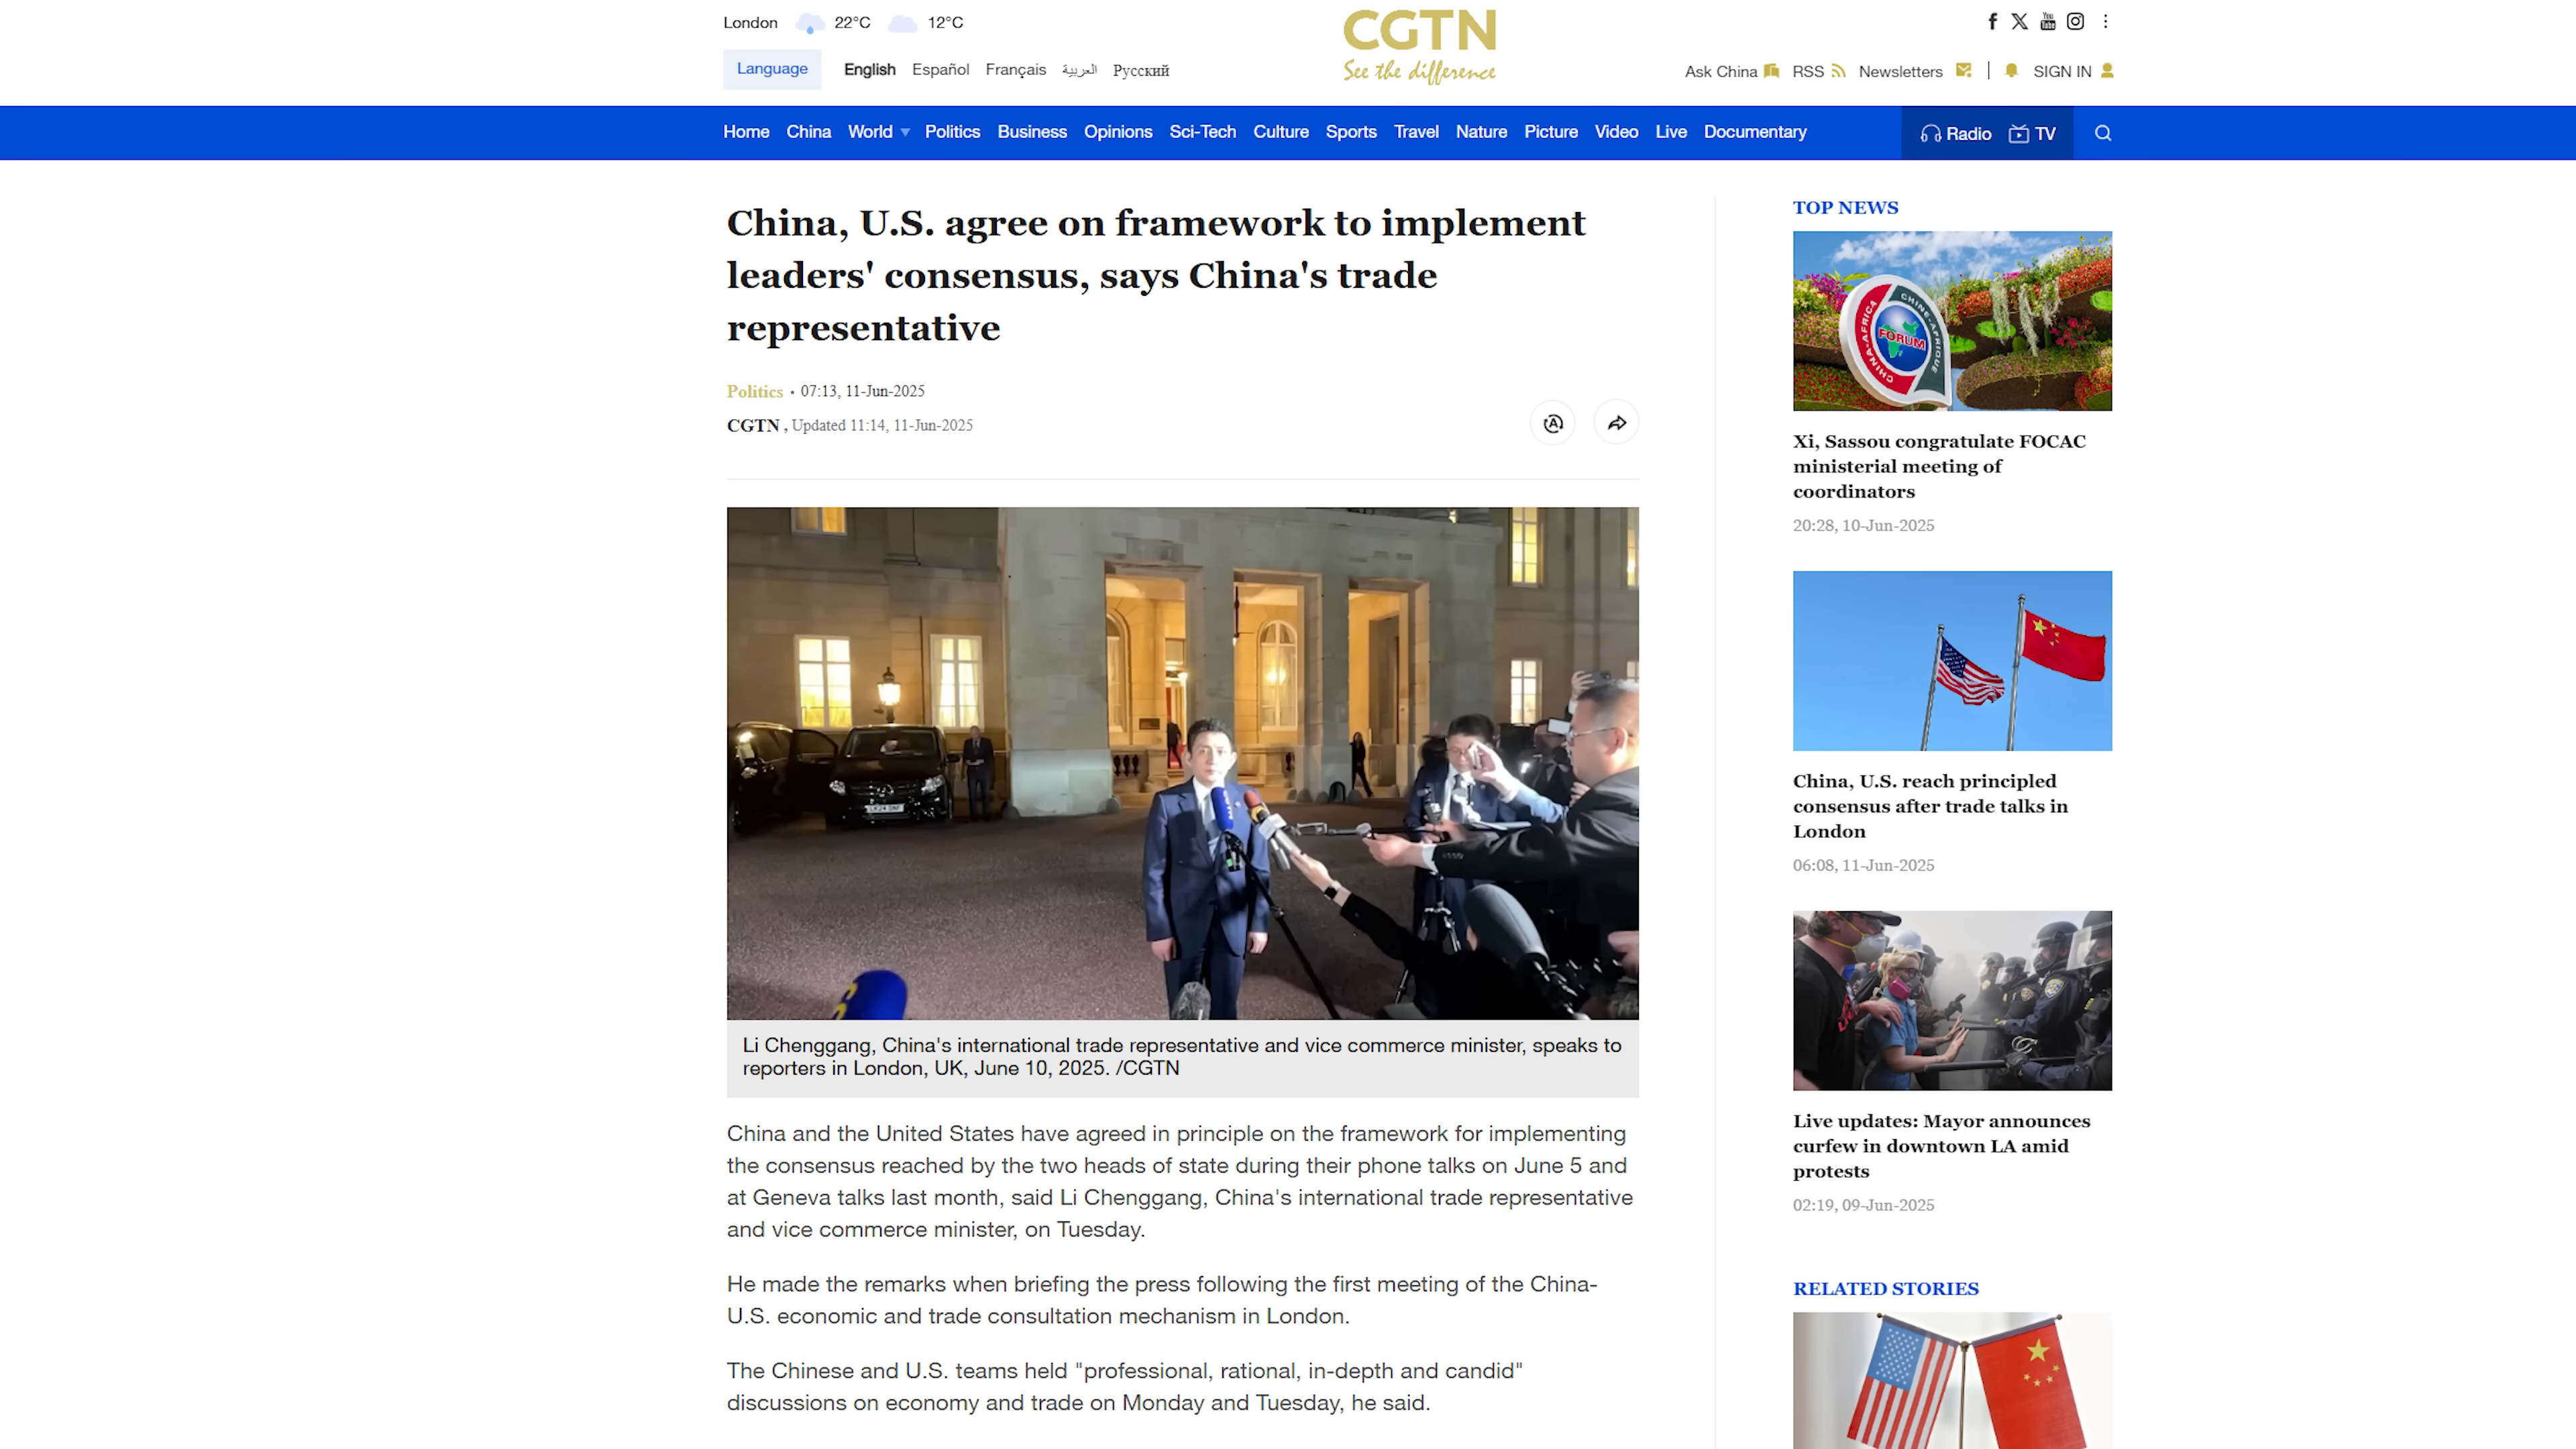 London 22°C 12°C
Language English Español Français العربية Русский
CGTN
See the difference
Ask China RSS Newsletters SIGN IN
Home China World Politics Business Opinions Sci-Tech Culture Sports Travel Nature Picture Video Live Documentary Radio TV
China, U.S. agree on framework to implement
leaders' consensus, says China's trade
representative
Politics • 07:13, 11-Jun-2025
CGTN , Updated 11:14, 11-Jun-2025
Li Chenggang, China's international trade representative and vice commerce minister, speaks to
reporters in London, UK, June 10, 2025. /CGTN
China and the United States have agreed in principle on the framework for implementing
the consensus reached by the two heads of state during their phone talks on June 5 and
at Geneva talks last month, said Li Chenggang, China's international trade representative
and vice commerce minister, on Tuesday.
He made the remarks when briefing the press following the first meeting of the China-
U.S. economic and trade consultation mechanism in London.
The Chinese and U.S. teams held "professional, rational, in-depth and candid"
discussions on economy and trade on Monday and Tuesday, he said.
TOP NEWS
CHINA-AFRICA
CHINE-AFRIQUE
FORUM
CHINA
Xi, Sassou congratulate FOCAC
ministerial meeting of
coordinators
20:28, 10-Jun-2025
China, U.S. reach principled
consensus after trade talks in
London
06:08, 11-Jun-2025
Live updates: Mayor announces
curfew in downtown LA amid
protests
02:19, 09-Jun-2025
RELATED STORIES